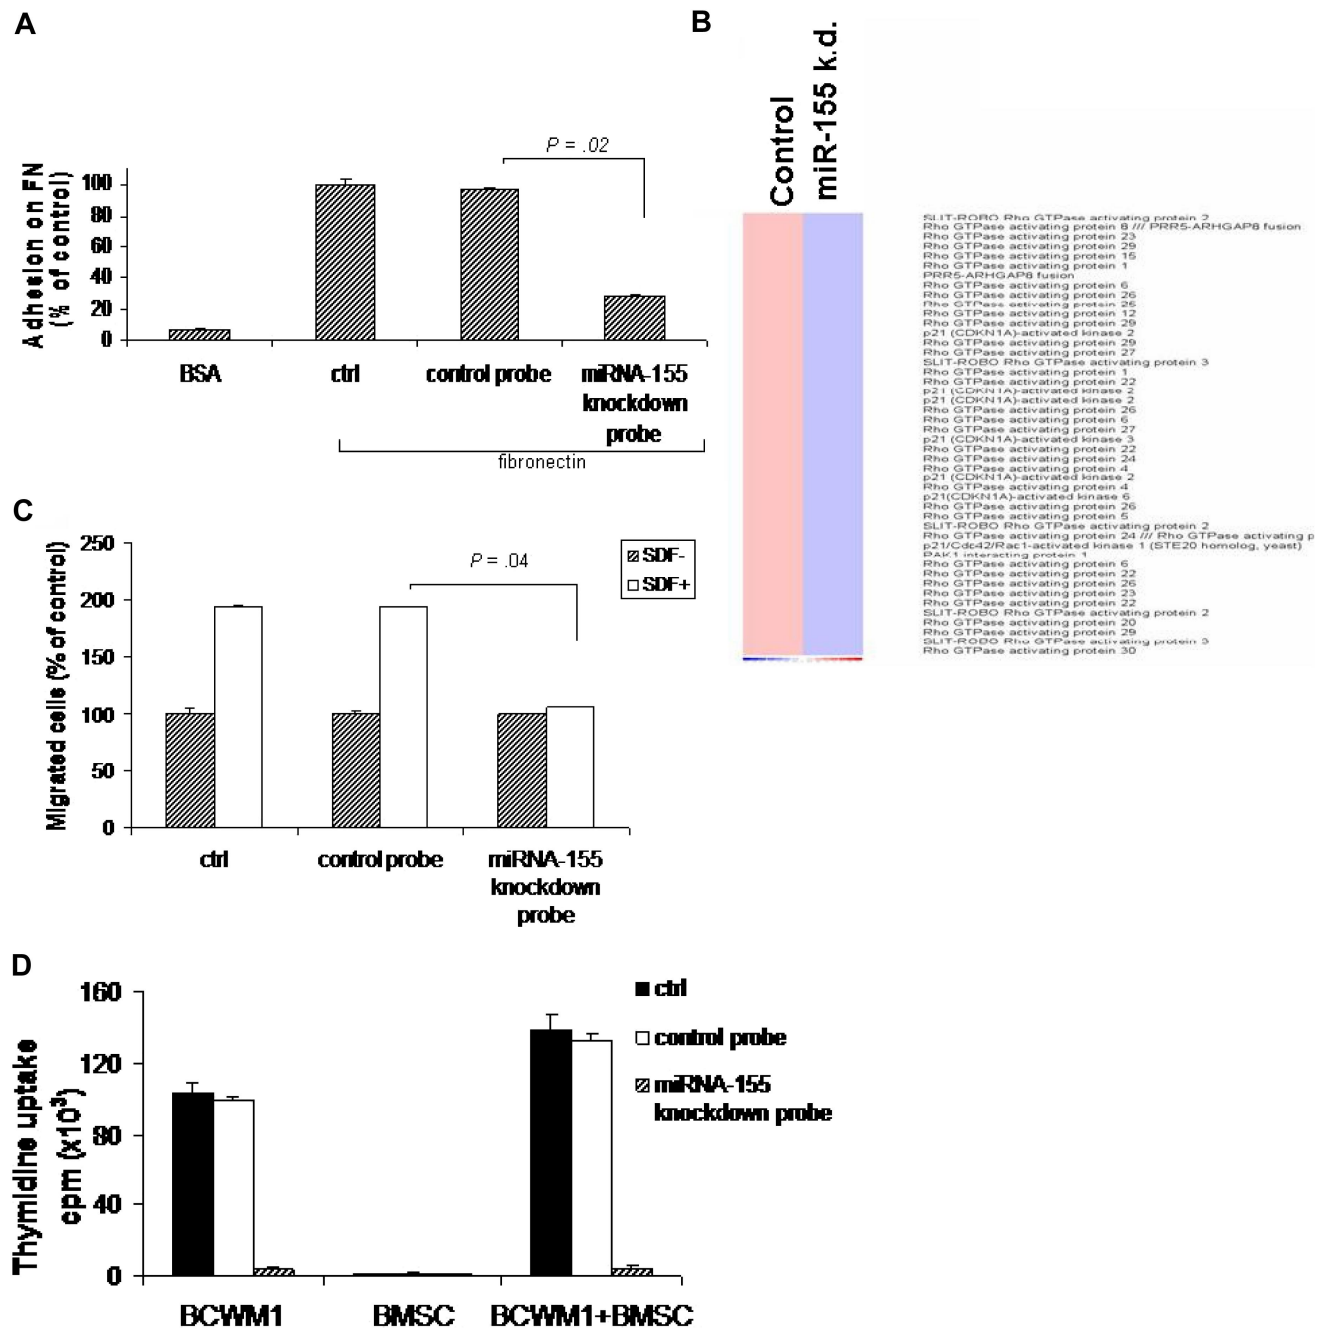 A
Adhesion on FN
(% of control)
100
80
60
40
20
0
P = .02
BSA
ctrl
control probe
miRNA-155
knockdown
probe
fibronectin
B
Control
miR-155 k.d.
SLIT-ROBO Rho GTPase activating protein 2
Rho GTPase activating protein 8 /// PRR5-ARHGAP8 fusion
Rho GTPase activating protein 23
Rho GTPase activating protein 29
Rho GTPase activating protein 15
Rho GTPase activating protein 1
PRR5-ARHGAP8 fusion
Rho GTPase activating protein 6
Rho GTPase activating protein 26
Rho GTPase activating protein 25
Rho GTPase activating protein 12
Rho GTPase activating protein 29
p21 (CDKN1A)-activated kinase 2
Rho GTPase activating protein 29
Rho GTPase activating protein 27
SLIT-ROBO Rho GTPase activating protein 3
Rho GTPase activating protein 1
Rho GTPase activating protein 22
p21 (CDKN1A)-activated kinase 2
p21 (CDKN1A)-activated kinase 2
Rho GTPase activating protein 26
Rho GTPase activating protein 6
Rho GTPase activating protein 27
p21 (CDKN1A)-activated kinase 3
Rho GTPase activating protein 22
Rho GTPase activating protein 24
Rho GTPase activating protein 4
p21 (CDKN1A)-activated kinase 2
Rho GTPase activating protein 4
p21(CDKN1A)-activated kinase 6
Rho GTPase activating protein 26
Rho GTPase activating protein 5
SLIT-ROBO Rho GTPase activating protein 2
Rho GTPase activating protein 24 /// Rho GTPase activating p
p21/Cdc42/Rac1-activated kinase 1 (STE20 homolog, yeast)
PAK1 interacting protein 1
Rho GTPase activating protein 6
Rho GTPase activating protein 22
Rho GTPase activating protein 26
Rho GTPase activating protein 23
Rho GTPase activating protein 22
SLIT-ROBO Rho GTPase activating protein 2
Rho GTPase activating protein 20
Rho GTPase activating protein 29
SLIT-ROBO Rho GTPase activating protein 3
Rho GTPase activating protein 30
C
Migrated cells (% of control)
250
200
150
100
50
0
P = .04
SDF-
SDF+
ctrl
control probe
miRNA-155
knockdown
probe
D
Thymidine uptake
cpm (x10³)
160
120
80
40
0
ctrl
control probe
miRNA-155
knockdown probe
BCWM1
BMSC
BCWM1+BMSC